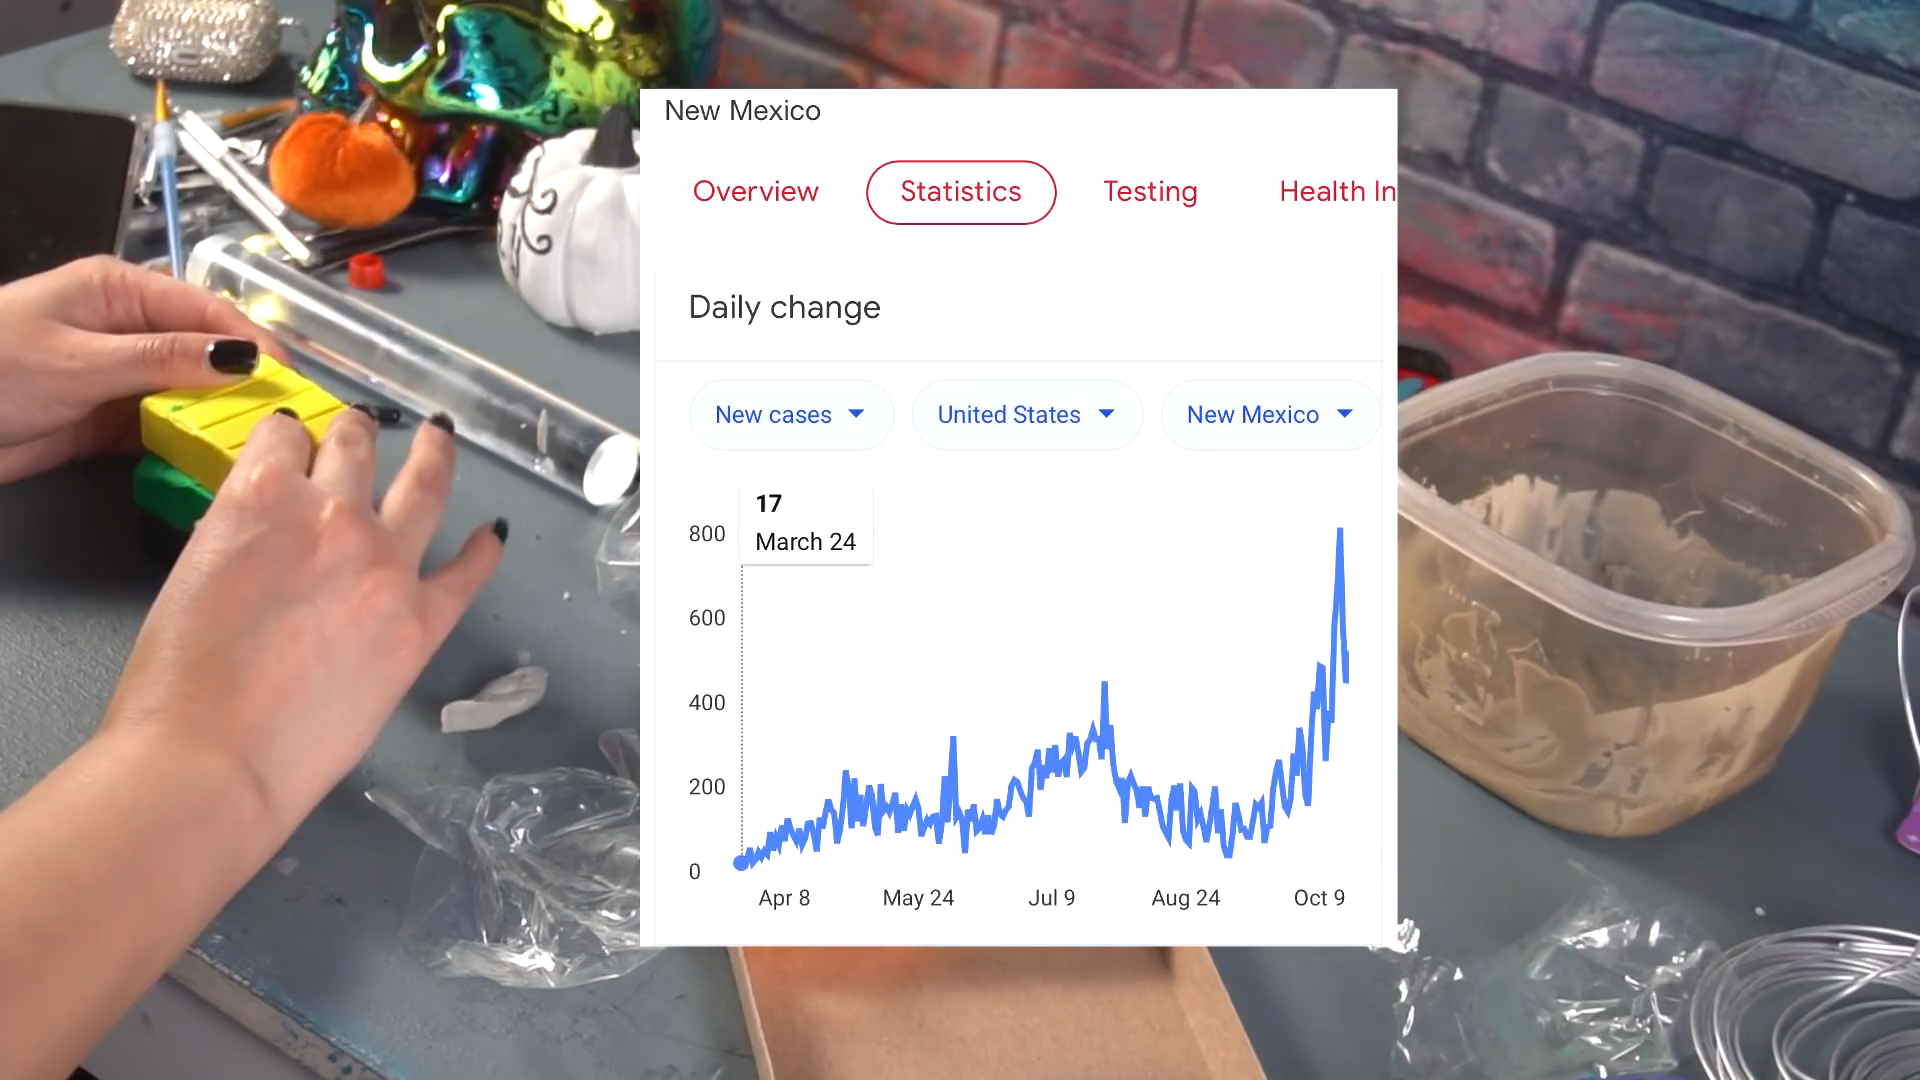 New Mexico
Overview Statistics Testing Health In
Daily change
New cases United States New Mexico
17
March 24
800
600
400
200
0
Apr 8 May 24 Jul 9 Aug 24 Oct 9